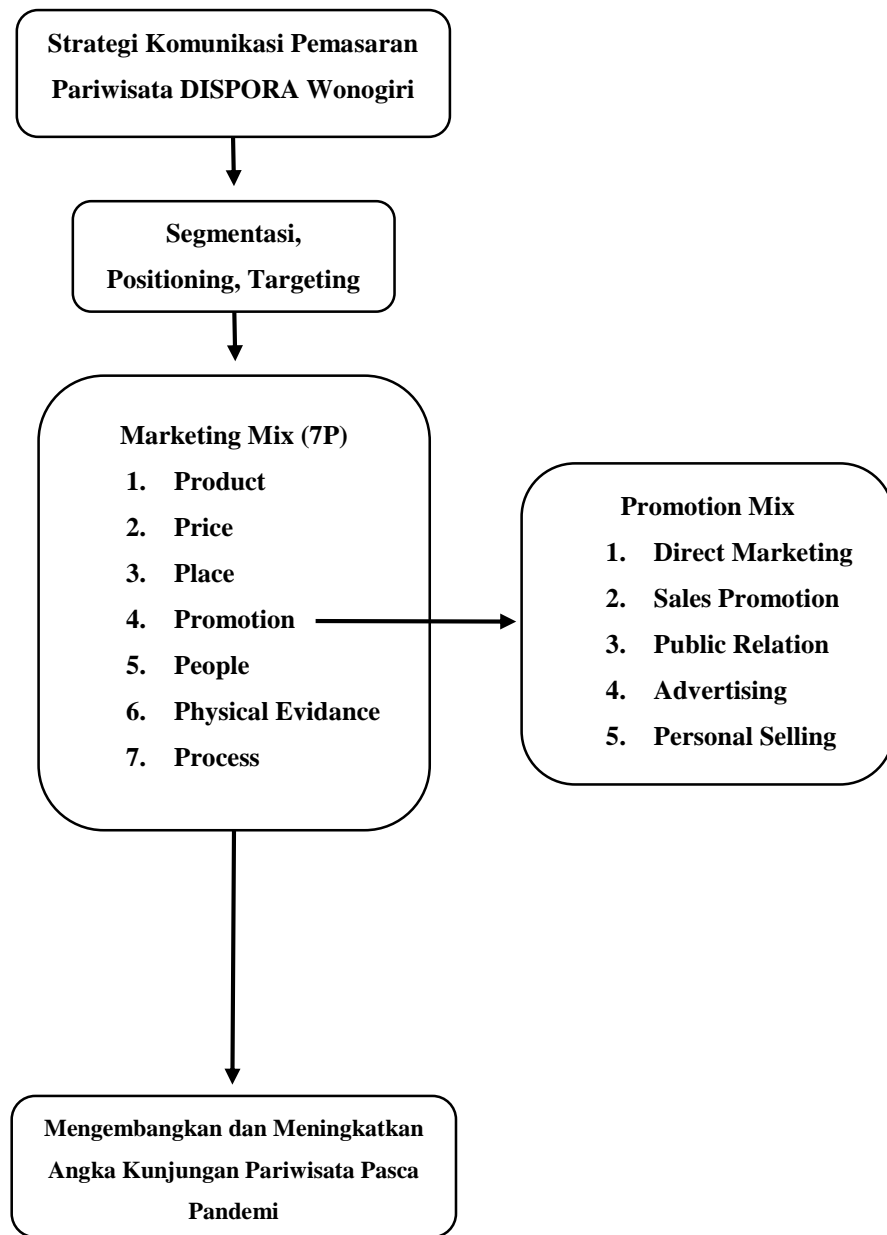 Strategi Komunikasi Pemasaran
Pariwisata DISPORA Wonogiri
Segmentasi,
Positioning, Targeting
Marketing Mix (7P)
1. Product
2. Price
3. Place
4. Promotion
5. People
6. Physical Evidance
7. Process
Promotion Mix
1. Direct Marketing
2. Sales Promotion
3. Public Relation
4. Advertising
5. Personal Selling
Mengembangkan dan Meningkatkan
Angka Kunjungan Pariwisata Pasca
Pandemi